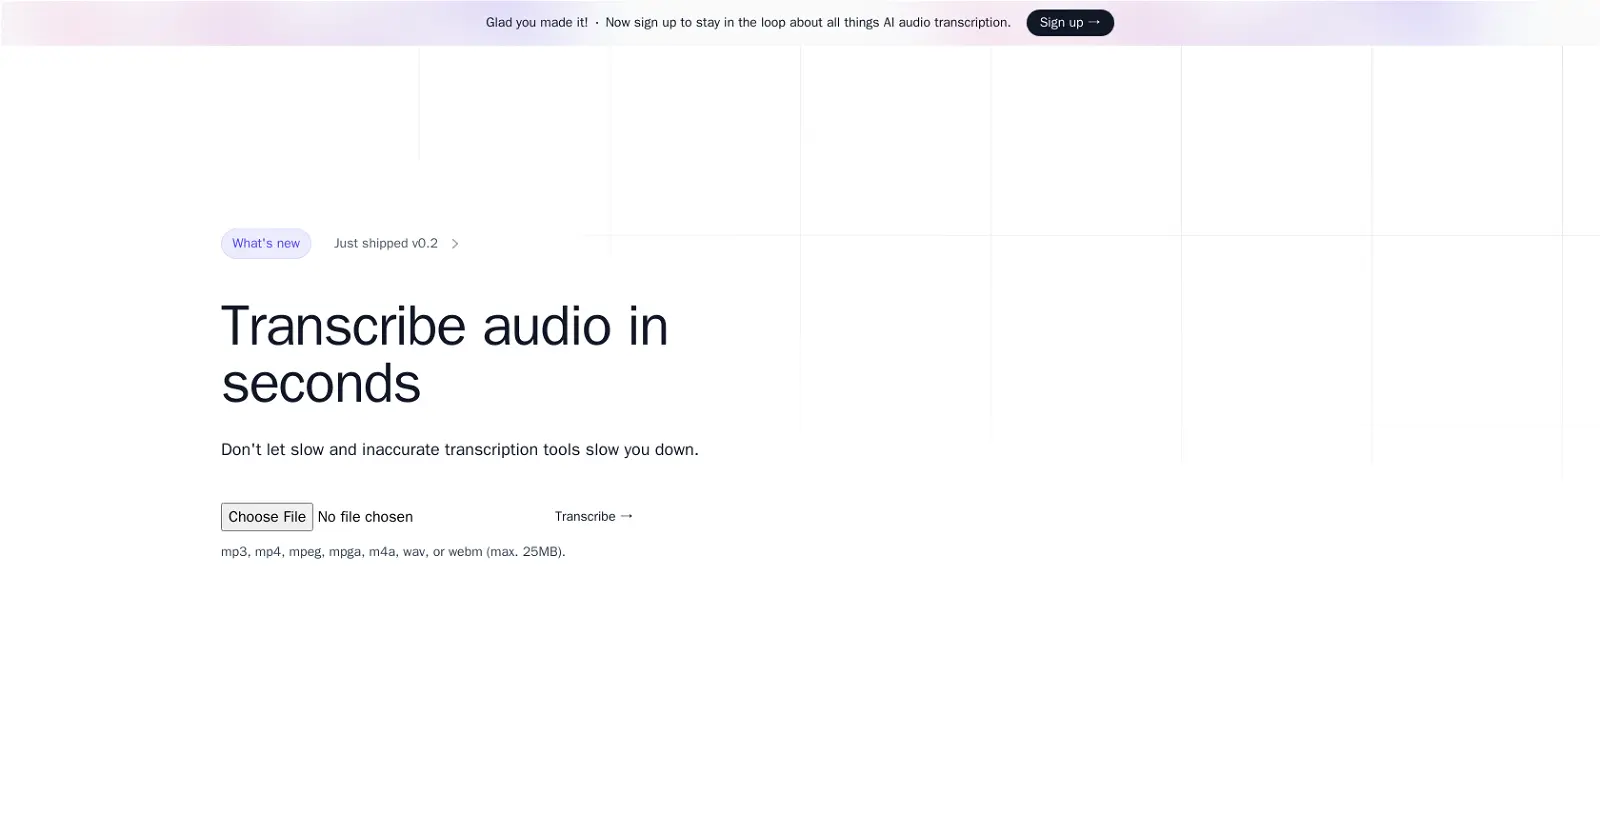 Glad you made it! · Now sign up to stay in the loop about all things AI audio transcription. Sign up →
What's new Just shipped v0.2 >
Transcribe audio in
seconds
Don't let slow and inaccurate transcription tools slow you down.
Choose File No file chosen Transcribe →
mp3, mp4, mpeg, mpga, m4a, wav, or webm (max. 25MB).